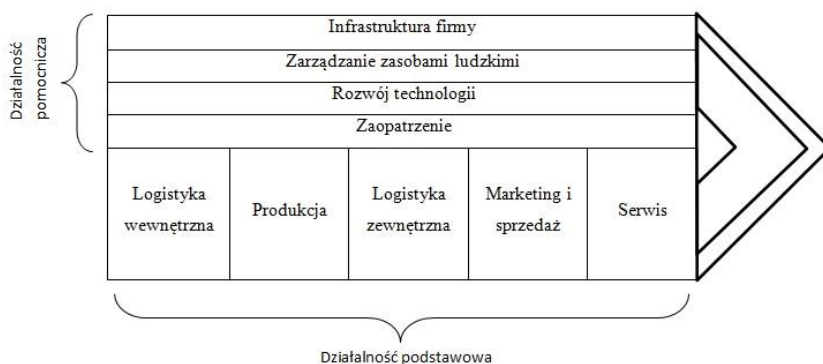 Działalność
pomocnicza
Infrastruktura firmy
Zarządzanie zasobami ludzkimi
Rozwój technologii
Zaopatrzenie
Logistyka
wewnętrzna
Produkcja
Logistyka
zewnętrzna
Marketing i
sprzedaż
Serwis
Działalność podstawowa